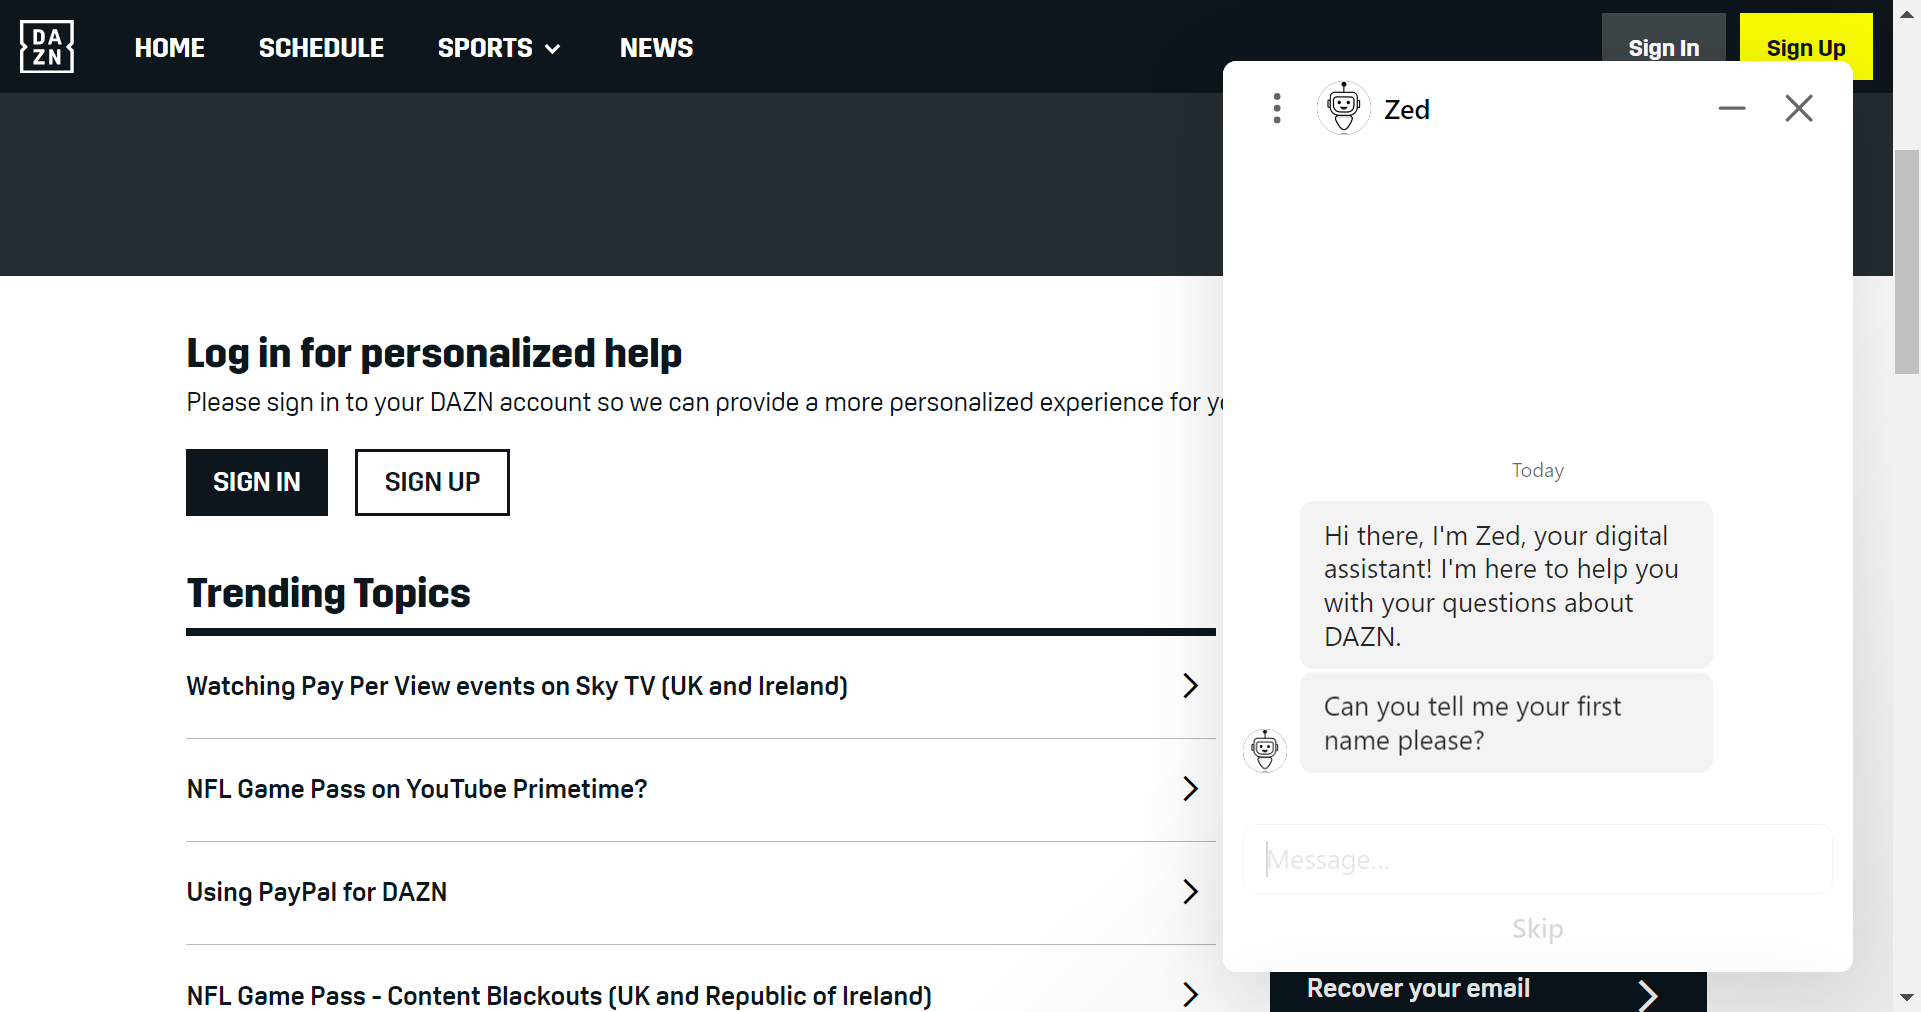 DA
ZN
HOME
SCHEDULE
SPORTS
NEWS
Sign In
Sign Up
Log in for personalized help
Please sign in to your DAZN account so we can provide a more personalized experience for
SIGN IN
SIGN UP
Trending Topics
Watching Pay Per View events on Sky TV (UK and Ireland)
NFL Game Pass on YouTube Primetime?
Using PayPal for DAZN
NFL Game Pass - Content Blackouts (UK and Republic of Ireland)
Zed
Today
Hi there, I'm Zed, your digital
assistant! I'm here to help you
with your questions about
DAZN.
Can you tell me your first
name please?
Message...
Skip
Recover your email